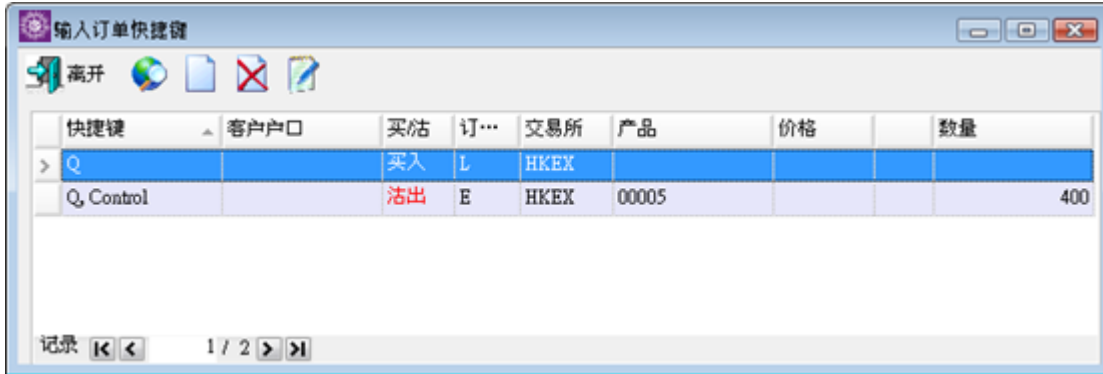 输入订单快捷键
离开
快捷键 客户户口 买/沽 订… 交易所 产品 价格 数量
Q 买入 L HKEX
Q, Control 沽出 E HKEX 00005 400
记录 1 / 2